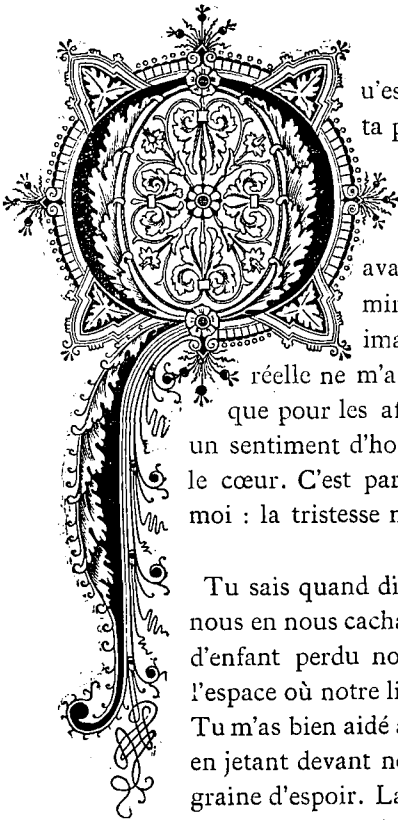 Qu'es
ta p
ava
min
ima
réelle ne m'a
que pour les af
un sentiment d'ho
le cœur. C'est par
moi : la tristesse n
Tu sais quand di
nous en nous cacha
d'enfant perdu no
l'espace où notre li
Tu m'as bien aidé a
en jetant devant no
graine d'espoir. La